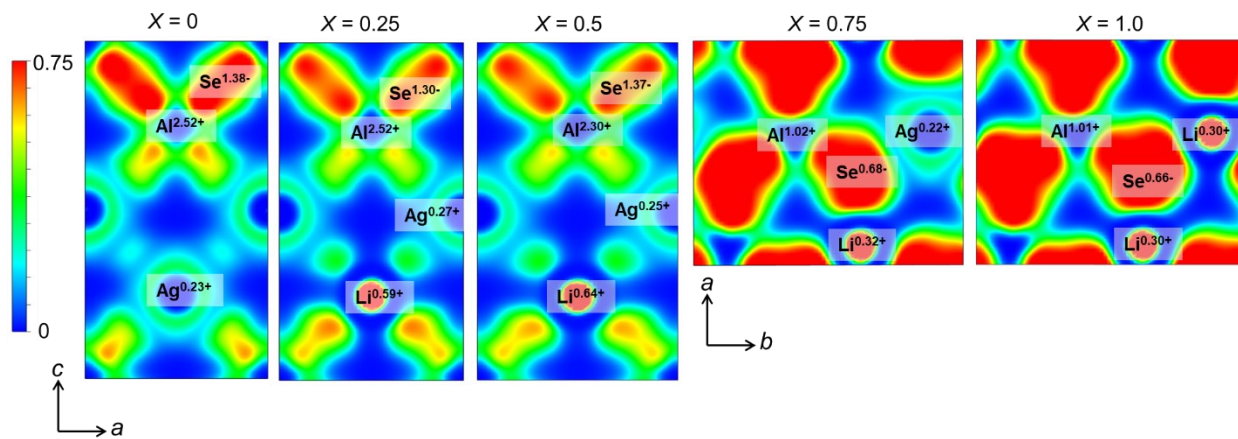 X = 0
X = 0.25
X = 0.5
X = 0.75
X = 1.0
0.75
0
Se1.38-
Al2.52+
Ag0.23+
Se1.30-
Al2.52+
Ag0.27+
Li0.59+
Se1.37-
Al2.30+
Ag0.25+
Li0.64+
Al1.02+
Ag0.22+
Se0.68-
Li0.32+
Al1.01+
Li0.30+
Se0.66-
Li0.30+
c
a
a
b